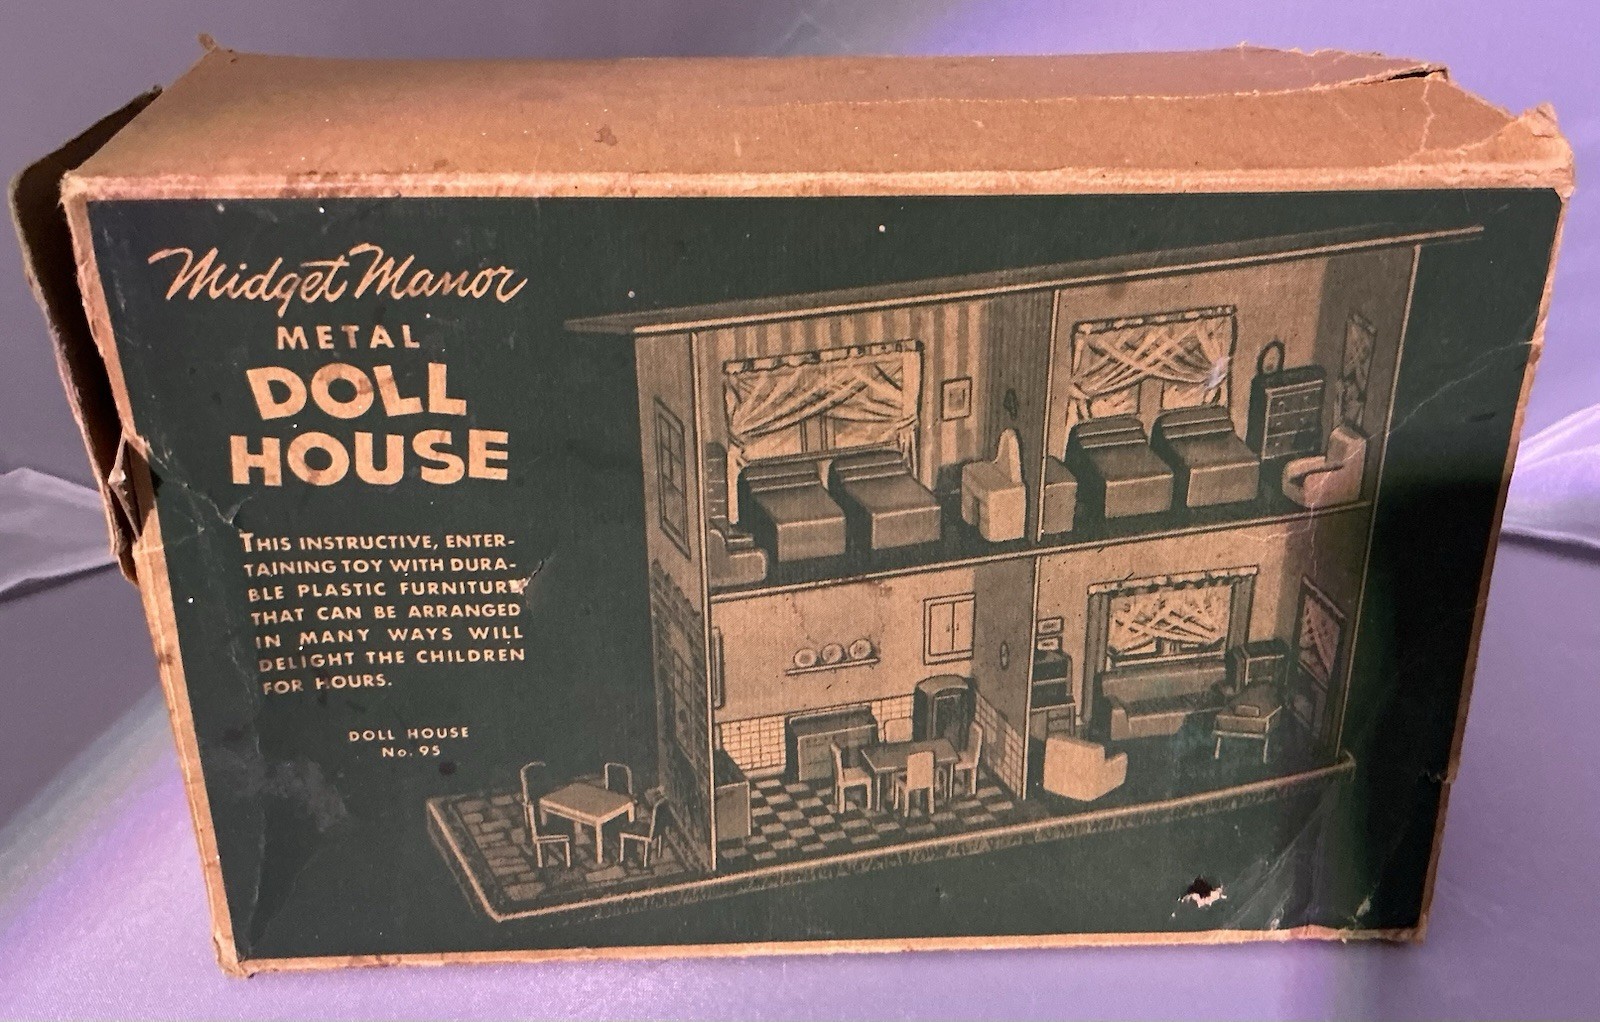 Midget Manor
METAL
DOLL
HOUSE
THIS INSTRUCTIVE, ENTER-
TAINING TOY WITH DURA-
BLE PLASTIC FURNITURE
THAT CAN BE ARRANGED
IN MANY WAYS WILL
DELIGHT THE CHILDREN
FOR HOURS.
DOLL HOUSE
No. 95